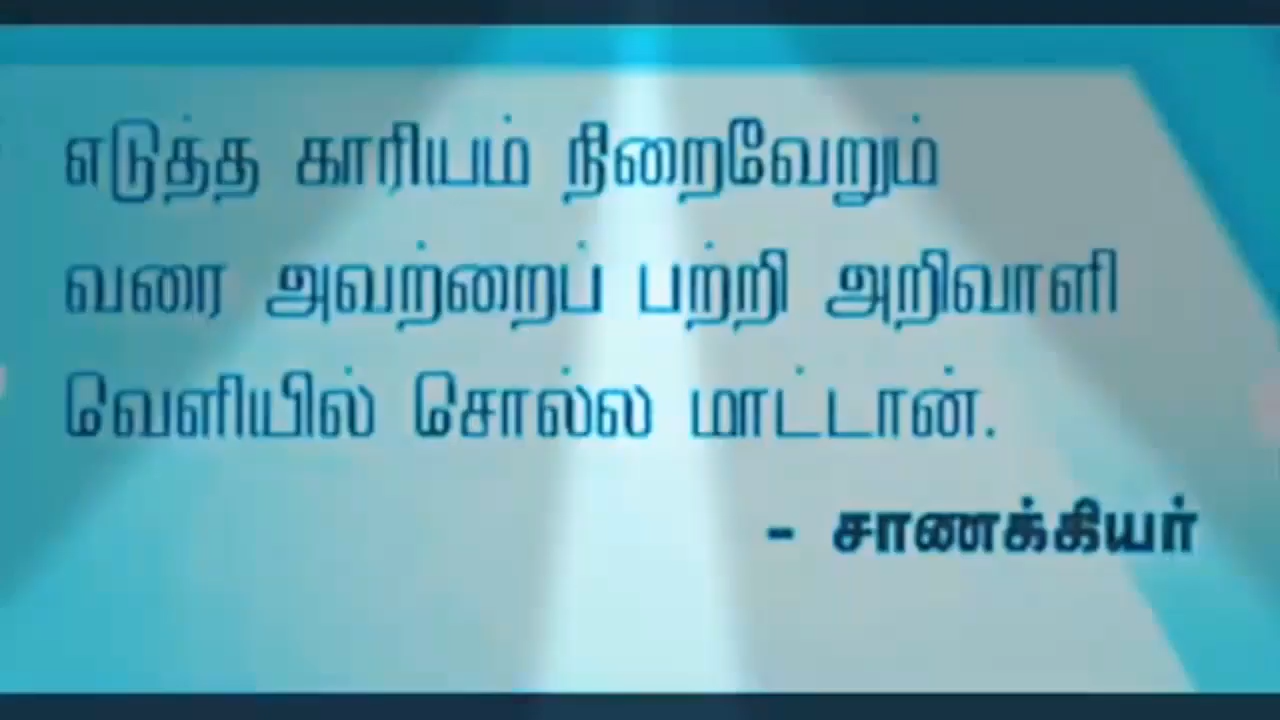 எடுத்த காரியம் நிறைவேறும்
வரை அவற்றைப் பற்றி அறிவாளி
வேளியில் சொல்ல மாட்டான்.
- சாணக்கியர்